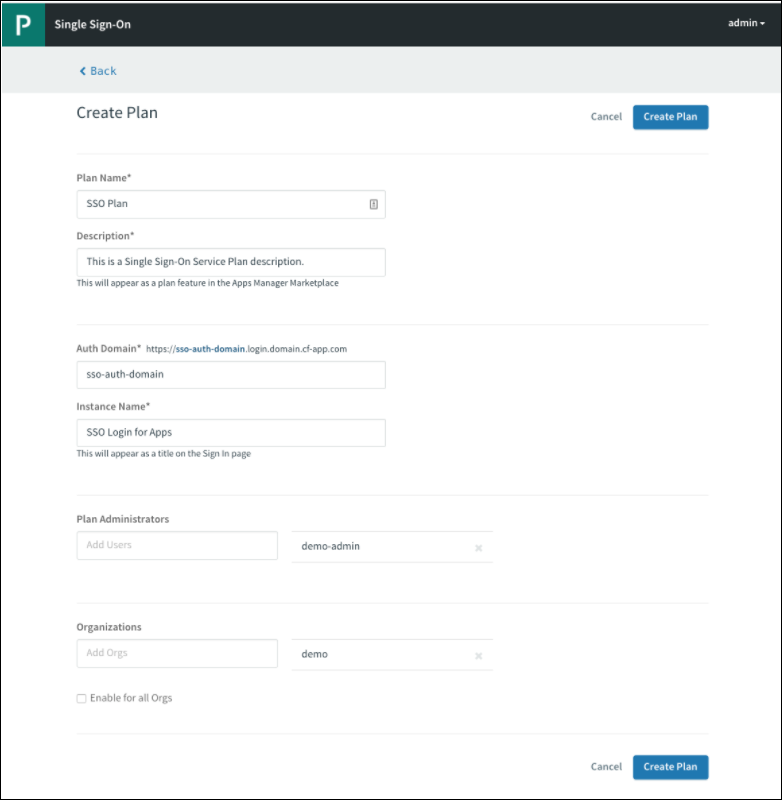 P Single Sign-On admin
Back
Create Plan Cancel Create Plan
Plan Name*
SSO Plan
Description*
This is a Single Sign-On Service Plan description.
This will appear as a plan feature in the Apps Manager Marketplace
Auth Domain* https://sso-auth-domain.login.domain.cf-app.com
sso-auth-domain
Instance Name*
SSO Login for Apps
This will appear as a title on the Sign In page
Plan Administrators
Add Users demo-admin
Organizations
Add Orgs demo
Enable for all Orgs
Cancel Create Plan